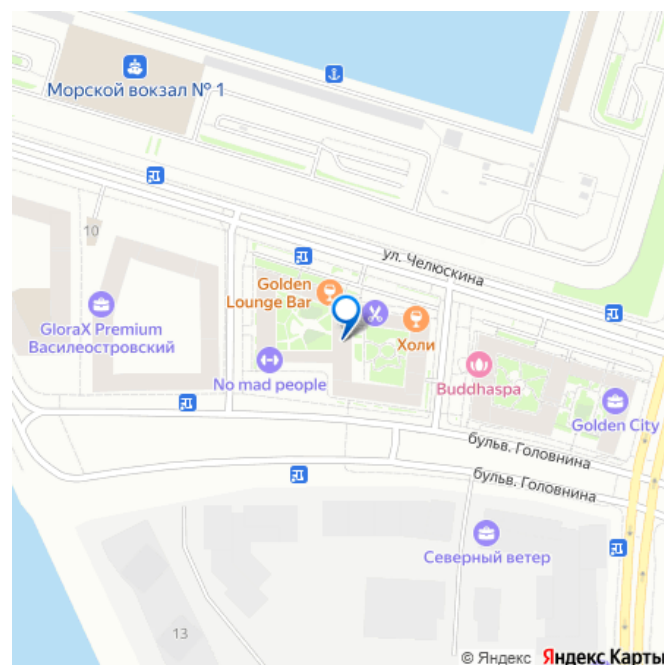 Морской вокзал № 1
ул. Челюскина
10
Golden
Lounge Bar
GloraX Premium
Василеостровский
Холи
No mad people
Buddhaspa
Golden City
бульв. Головнина
бульв. Головнина
Северный ветер
13
© Яндекс Яндекс Карты